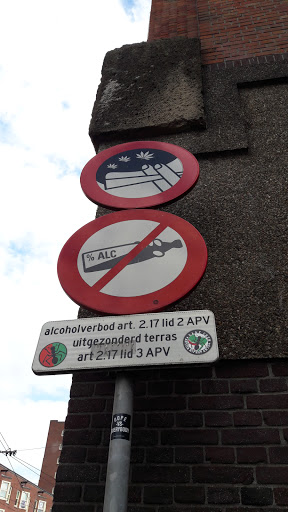 % ALC
alcoholverbod art. 2.17 lid 2 APV
uitgezonderd terras
art 2.17 lid 3 APV